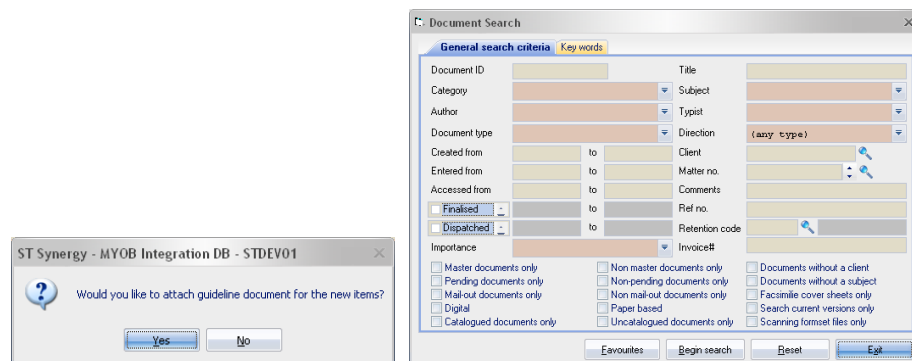 ST Synergy - MYOB Integration DB - STDEV01
Would you like to attach guideline document for the new items?
Yes No
Document Search
General search criteria Key words
Document ID Title
Category Subject
Author Typist
Document type Direction (any type)
Created from to Client
Entered from to Matter no.
Accessed from to Comments
Finalised to Ref no.
Dispatched to Retention code
Importance Invoice#
Master documents only Non master documents only Documents without a client
Pending documents only Non-pending documents only Documents without a subject
Mail-out documents only Non mail-out documents only Facsimilie cover sheets only
Digital Paper based Search current versions only
Catalogued documents only Uncatalogued documents only Scanning formset files only
Favourites Begin search Reset Exit